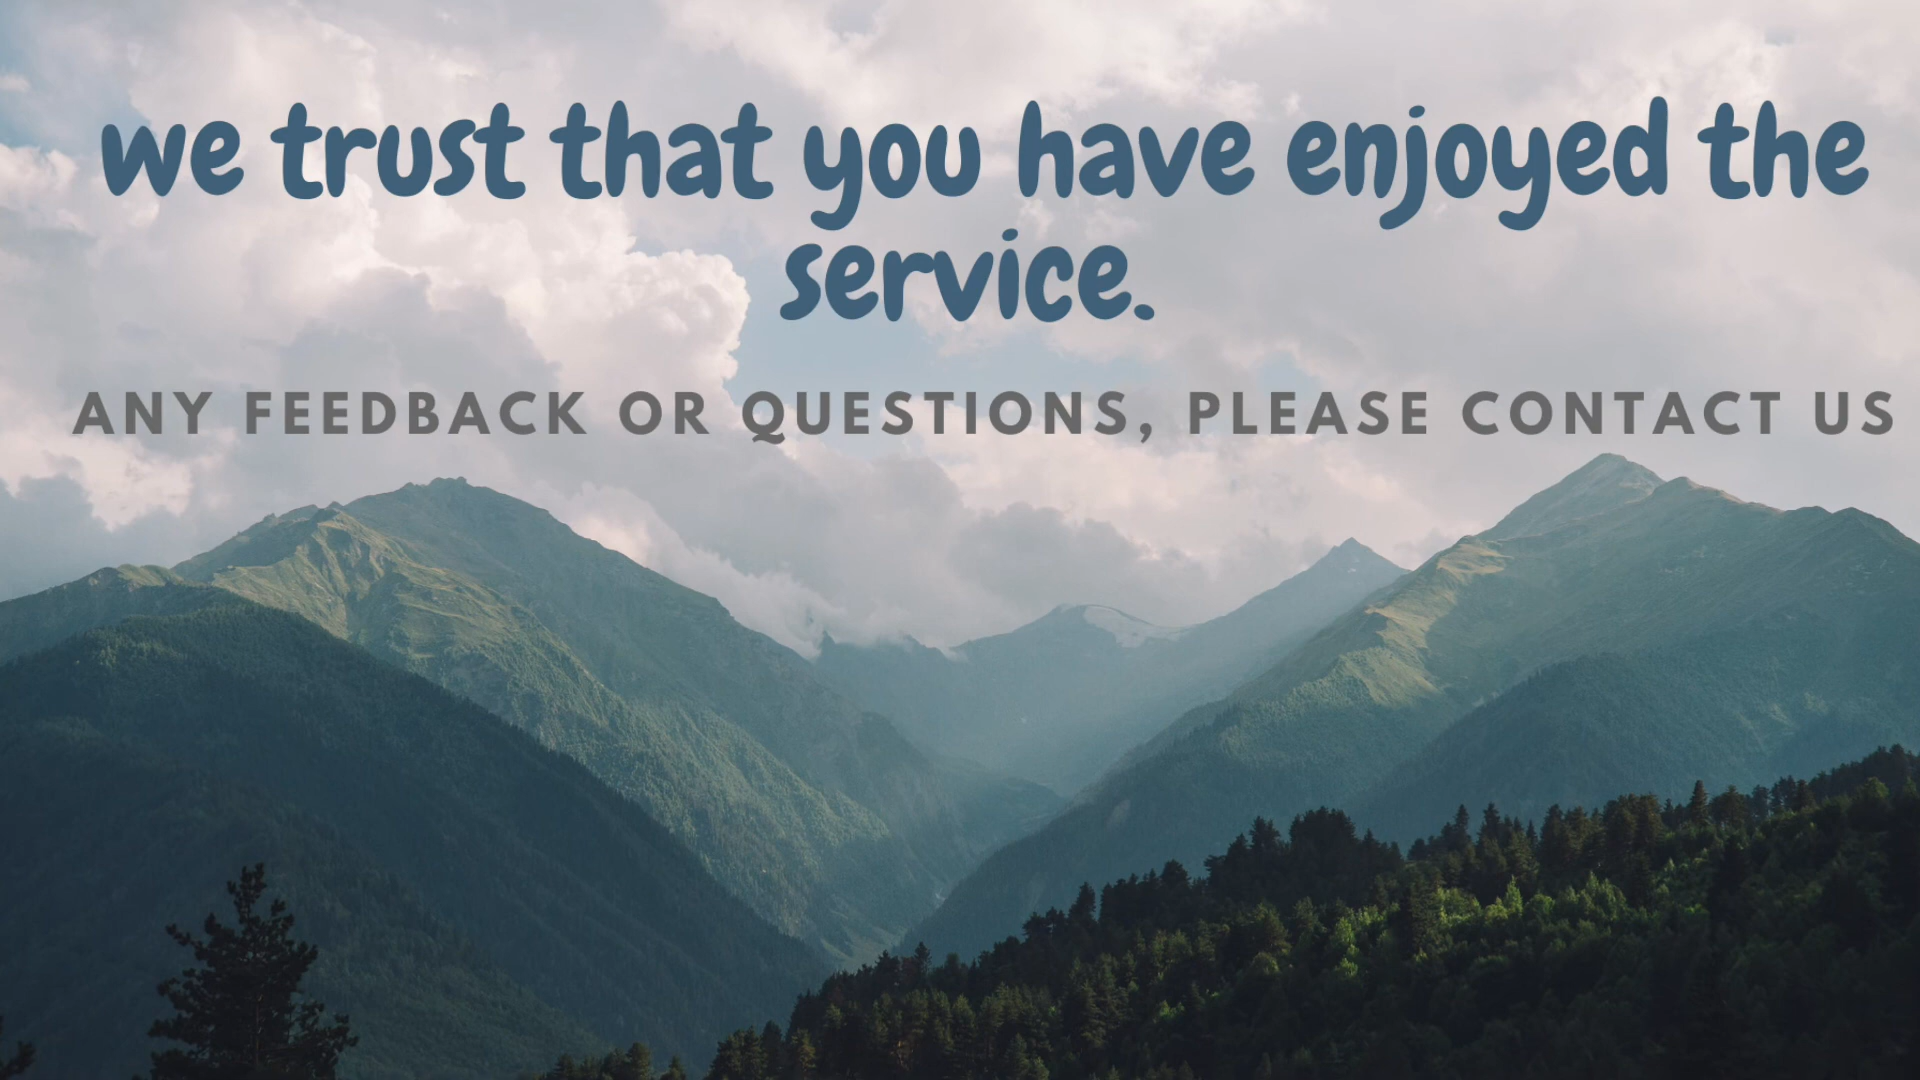 we trust that you have enjoyed the
service.
ANY FEEDBACK OR QUESTIONS, PLEASE CONTACT US